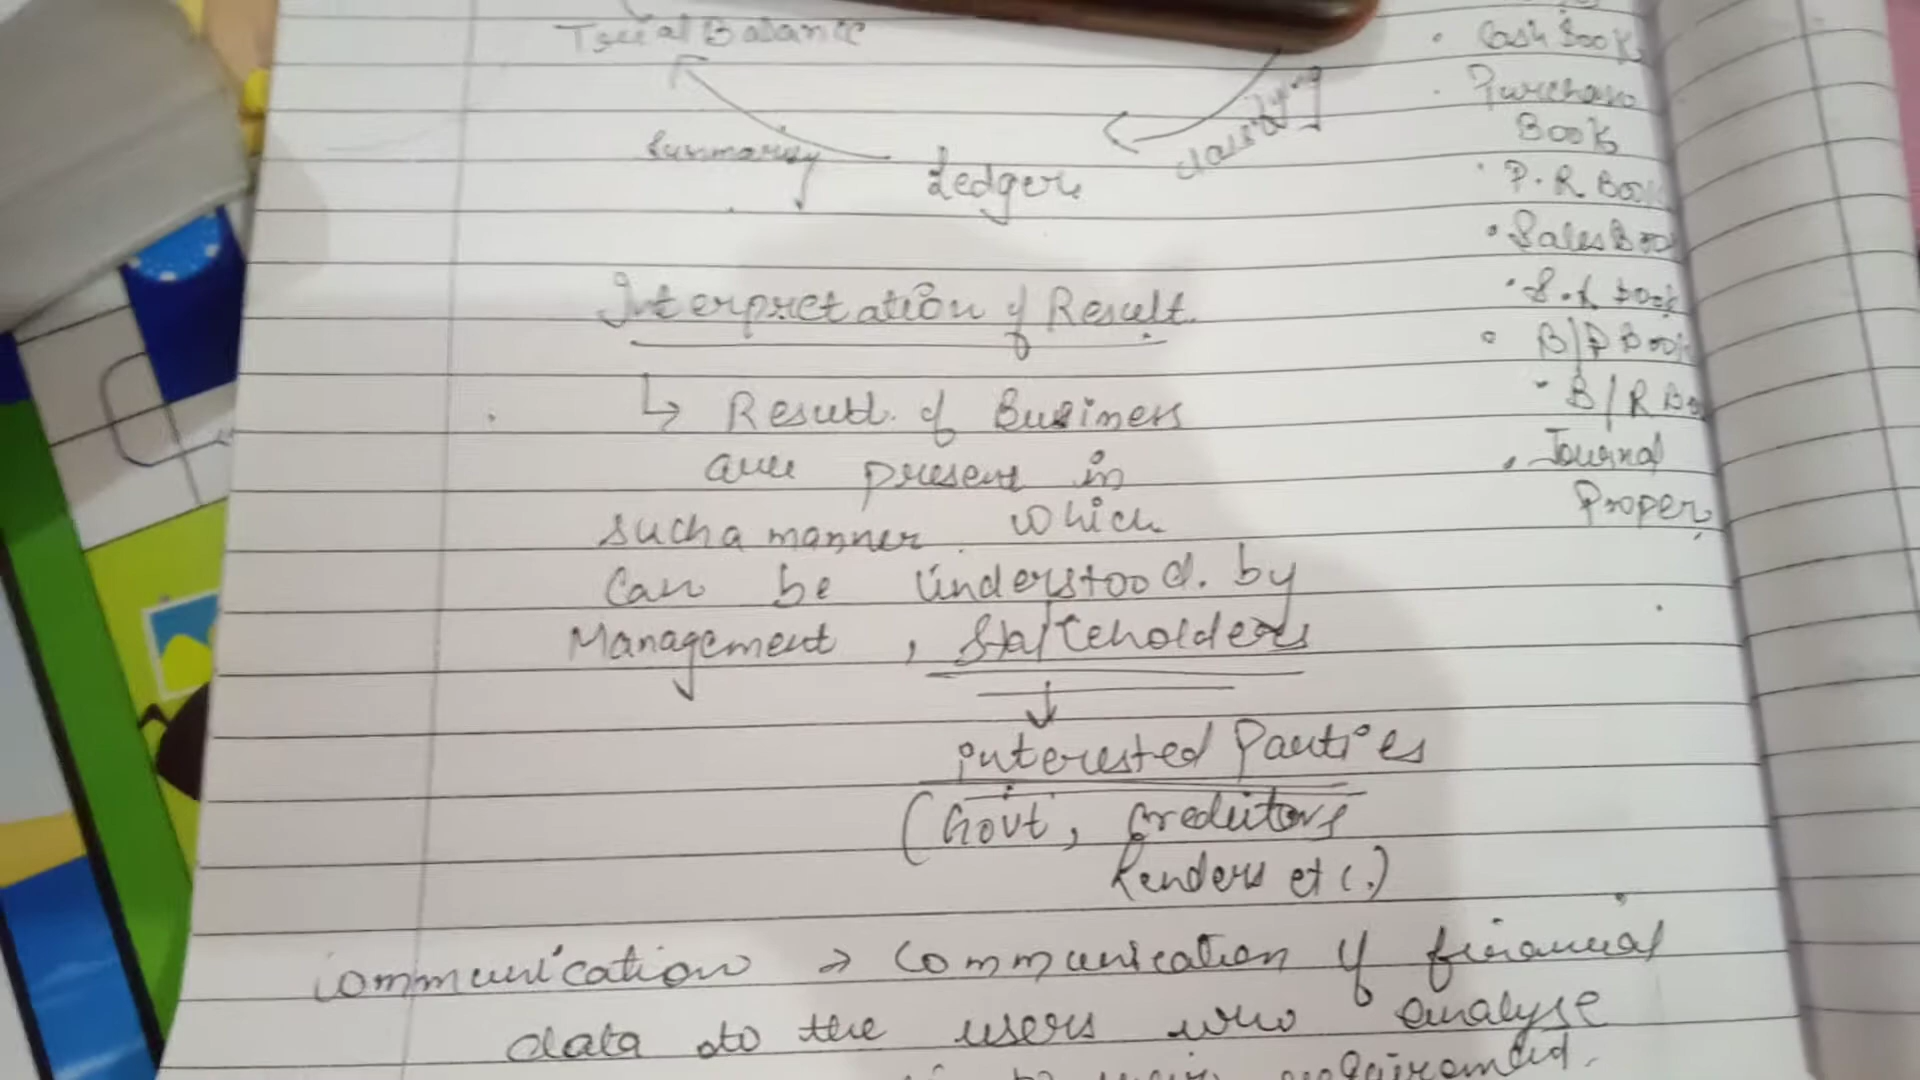 Trial Balance
classifying
Summary
Ledger
Interpretation of Result
↳ Result of Business
are present in
such a manner which
can be Understood by
Management, Stakeholders
↓
interested Parties
(Govt, creditors
lenders etc.)
Communication → Communication of financial
data to the users who analyse
Cash Book
Purchase
Book
P.R Book
Sales Boo
S.R Book
B/P Book
B/R Bo
Journal
Proper